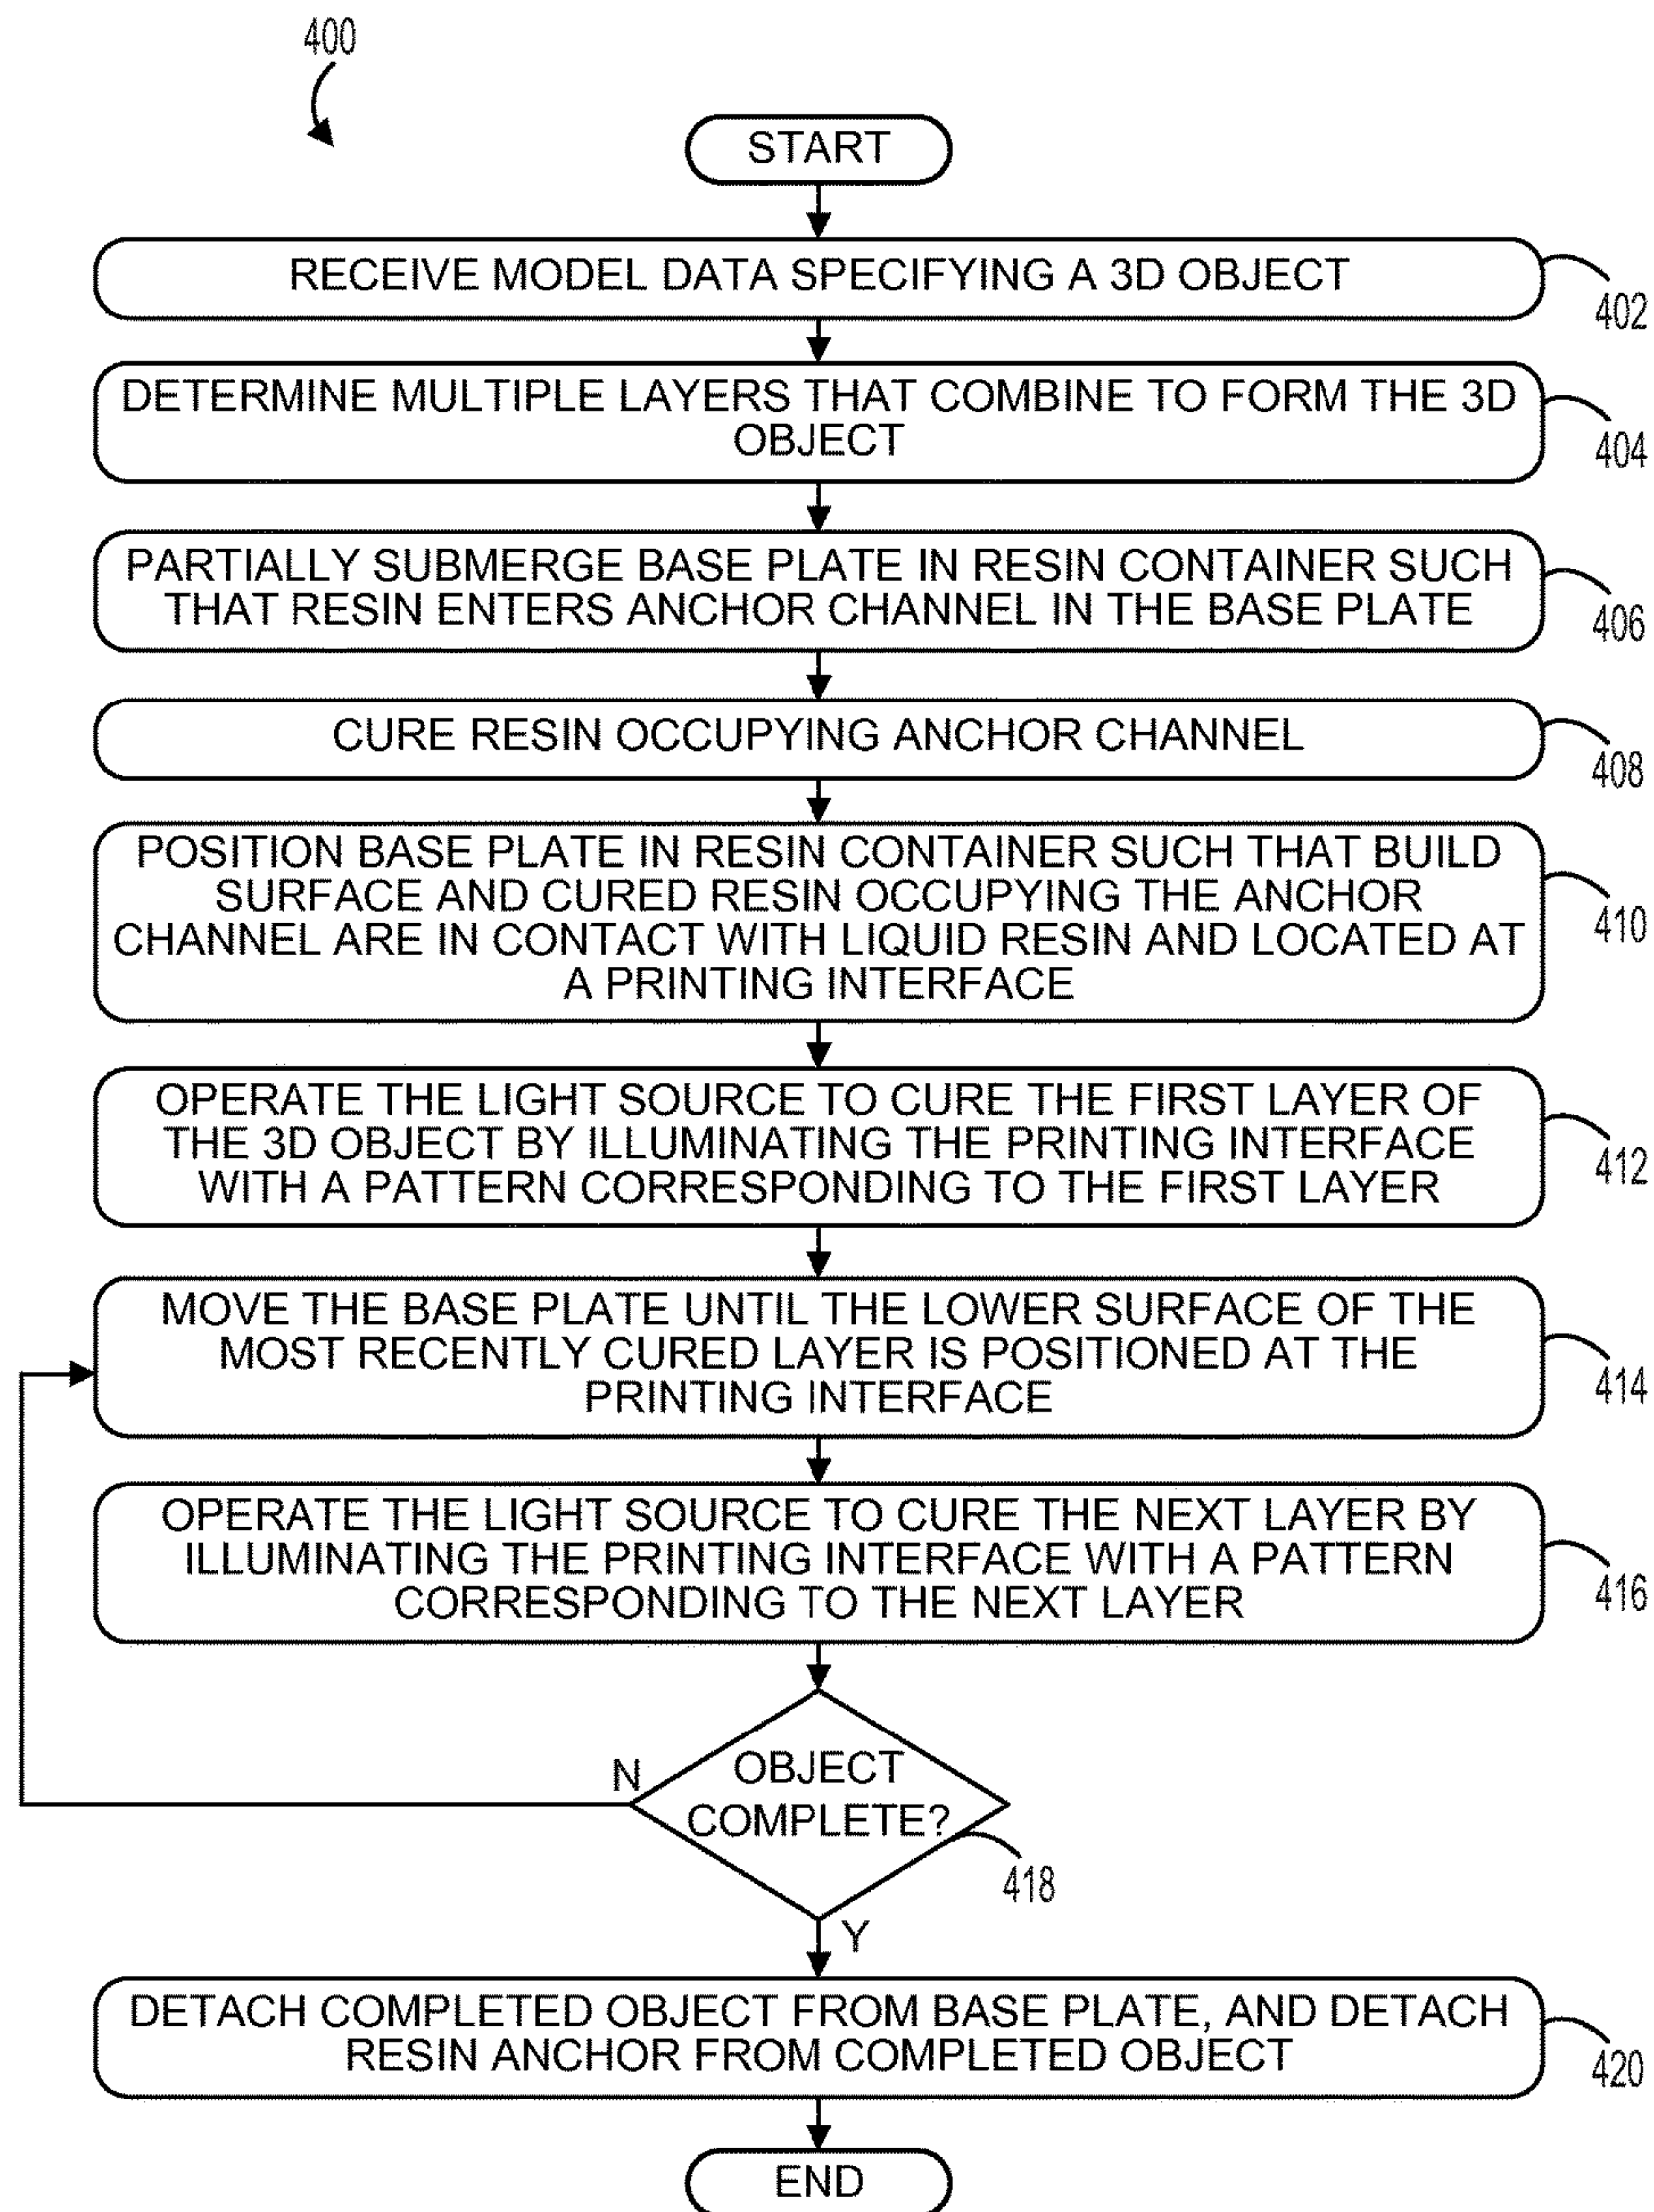 400
START
RECEIVE MODEL DATA SPECIFYING A 3D OBJECT
402
DETERMINE MULTIPLE LAYERS THAT COMBINE TO FORM THE 3D
OBJECT
404
PARTIALLY SUBMERGE BASE PLATE IN RESIN CONTAINER SUCH
THAT RESIN ENTERS ANCHOR CHANNEL IN THE BASE PLATE
406
CURE RESIN OCCUPYING ANCHOR CHANNEL
408
POSITION BASE PLATE IN RESIN CONTAINER SUCH THAT BUILD
SURFACE AND CURED RESIN OCCUPYING THE ANCHOR
CHANNEL ARE IN CONTACT WITH LIQUID RESIN AND LOCATED AT
A PRINTING INTERFACE
410
OPERATE THE LIGHT SOURCE TO CURE THE FIRST LAYER OF
THE 3D OBJECT BY ILLUMINATING THE PRINTING INTERFACE
WITH A PATTERN CORRESPONDING TO THE FIRST LAYER
412
MOVE THE BASE PLATE UNTIL THE LOWER SURFACE OF THE
MOST RECENTLY CURED LAYER IS POSITIONED AT THE
PRINTING INTERFACE
414
OPERATE THE LIGHT SOURCE TO CURE THE NEXT LAYER BY
ILLUMINATING THE PRINTING INTERFACE WITH A PATTERN
CORRESPONDING TO THE NEXT LAYER
416
N
OBJECT
COMPLETE?
418
Y
DETACH COMPLETED OBJECT FROM BASE PLATE, AND DETACH
RESIN ANCHOR FROM COMPLETED OBJECT
420
END